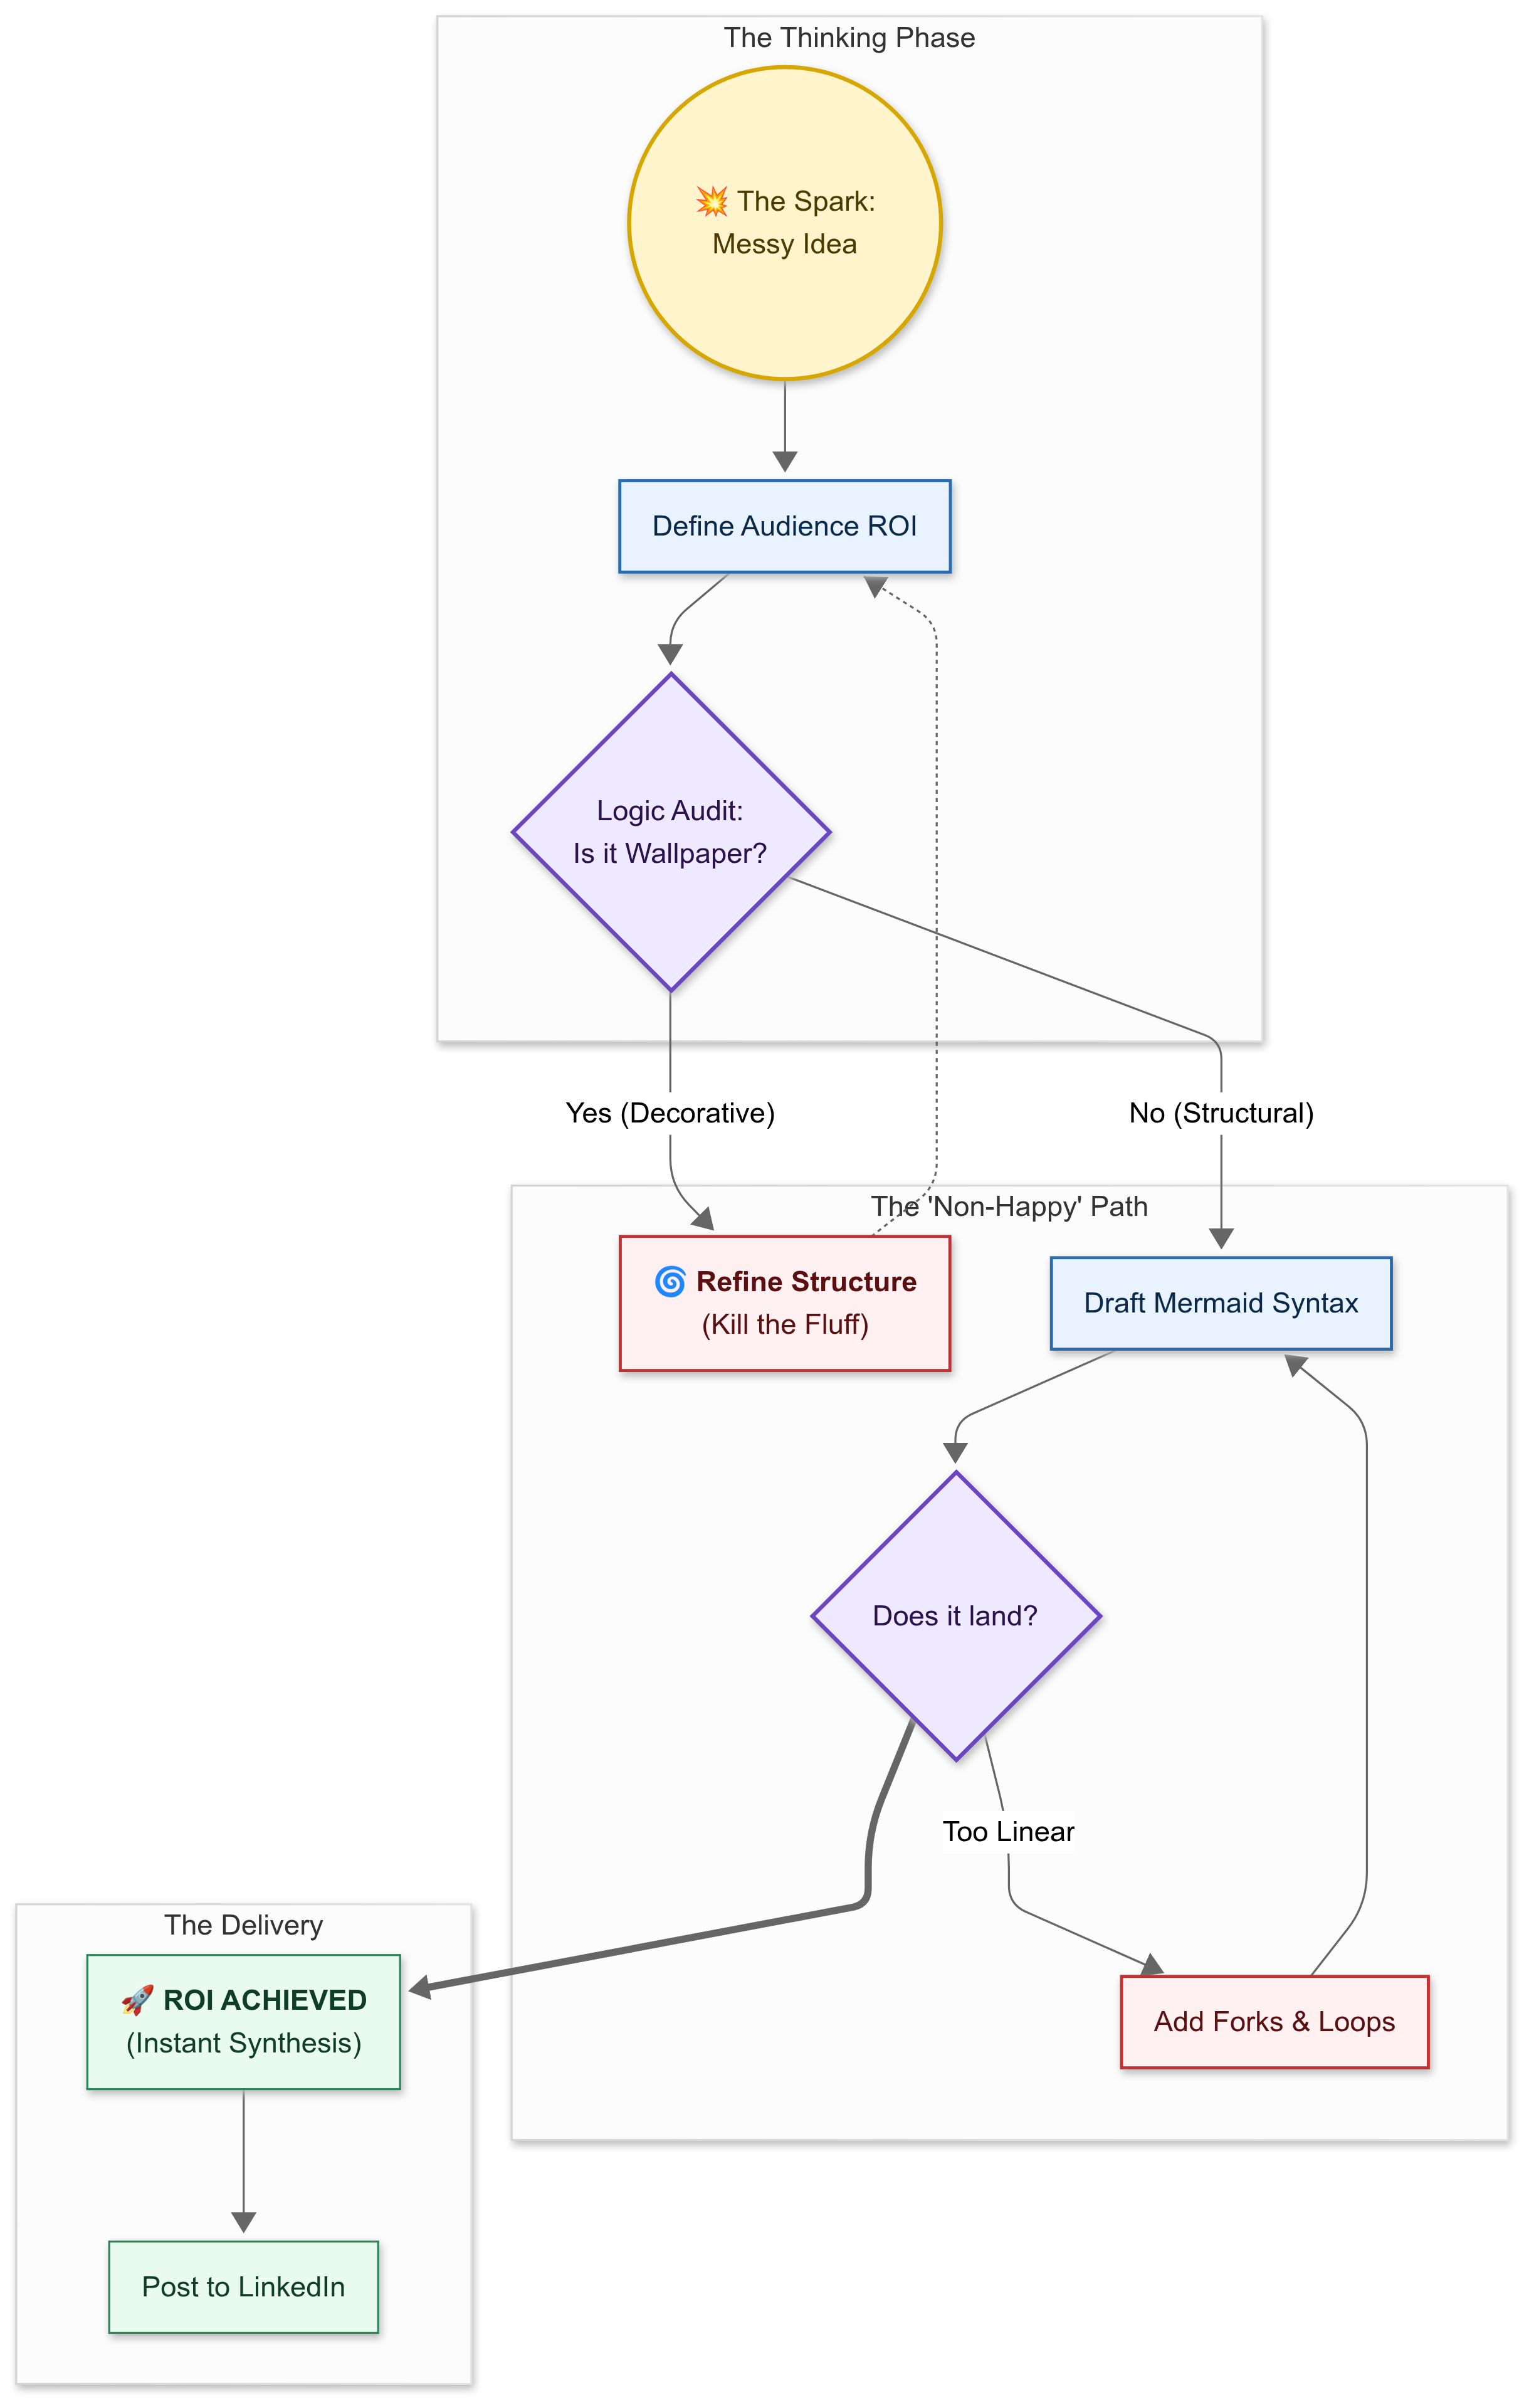 The Thinking Phase
💥 The Spark:
Messy Idea
Define Audience ROI
Logic Audit:
Is it Wallpaper?
Yes (Decorative)
No (Structural)
The 'Non-Happy' Path
🌀 Refine Structure
(Kill the Fluff)
Draft Mermaid Syntax
Does it land?
Too Linear
Add Forks & Loops
The Delivery
🚀 ROI ACHIEVED
(Instant Synthesis)
Post to LinkedIn